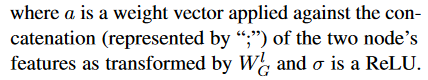 where a is a weight vector applied against the con-
catenation (represented by “;”) of the two node’s
features as transformed by W_G^l and σ is a ReLU.